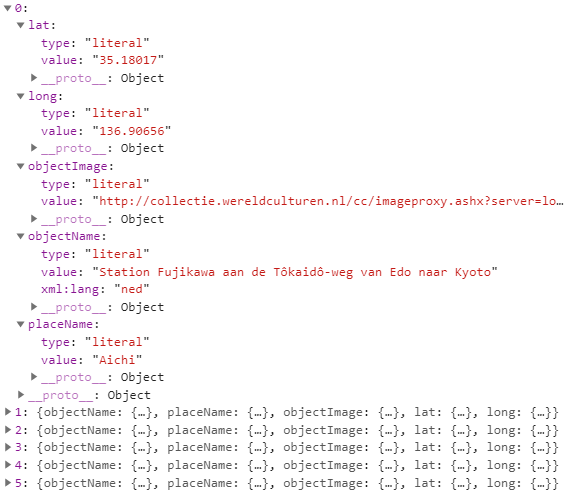 ▼0:
▼lat:
type: "literal"
value: "35.18017"
▶__proto__: Object
▼long:
type: "literal"
value: "136.90656"
▶__proto__: Object
▼objectImage:
type: "literal"
value: "http://collectie.wereldculturen.nl/cc/imageproxy.ashx?server=lo…
▶__proto__: Object
▼objectName:
type: "literal"
value: "Station Fujikawa aan de Tôkaidô-weg van Edo naar Kyoto"
xml:lang: "ned"
▶__proto__: Object
▼placeName:
type: "literal"
value: "Aichi"
▶__proto__: Object
▶__proto__: Object
▶1: {objectName: {…}, placeName: {…}, objectImage: {…}, lat: {…}, long: {…}}
▶2: {objectName: {…}, placeName: {…}, objectImage: {…}, lat: {…}, long: {…}}
▶3: {objectName: {…}, placeName: {…}, objectImage: {…}, lat: {…}, long: {…}}
▶4: {objectName: {…}, placeName: {…}, objectImage: {…}, lat: {…}, long: {…}}
▶5: {objectName: {…}, placeName: {…}, objectImage: {…}, lat: {…}, long: {…}}